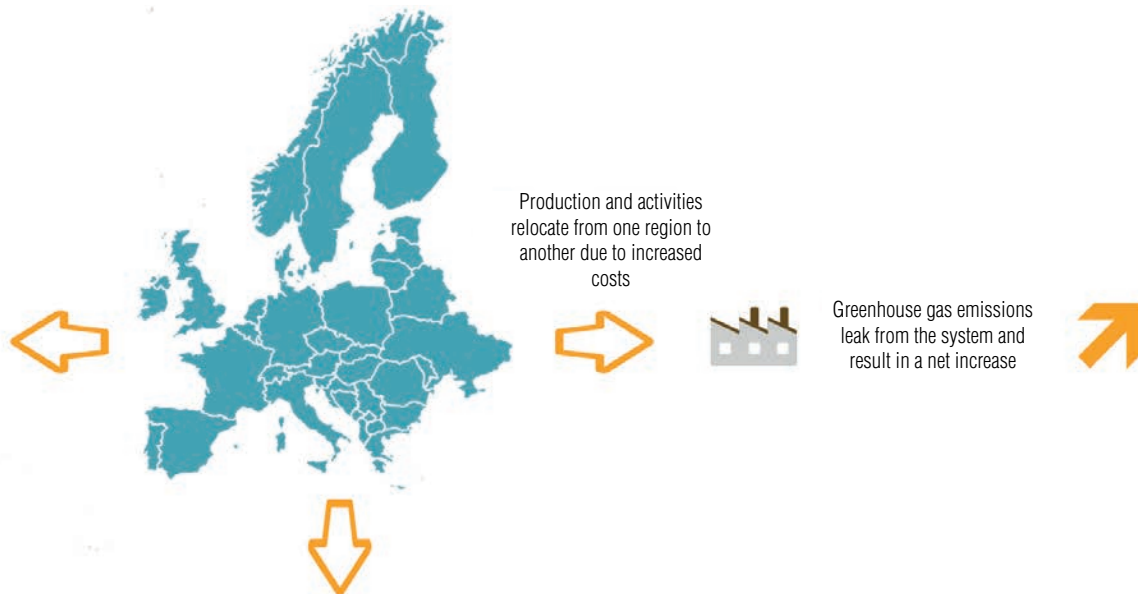 Production and activities
relocate from one region to
another due to increased
costs
Greenhouse gas emissions
leak from the system and
result in a net increase